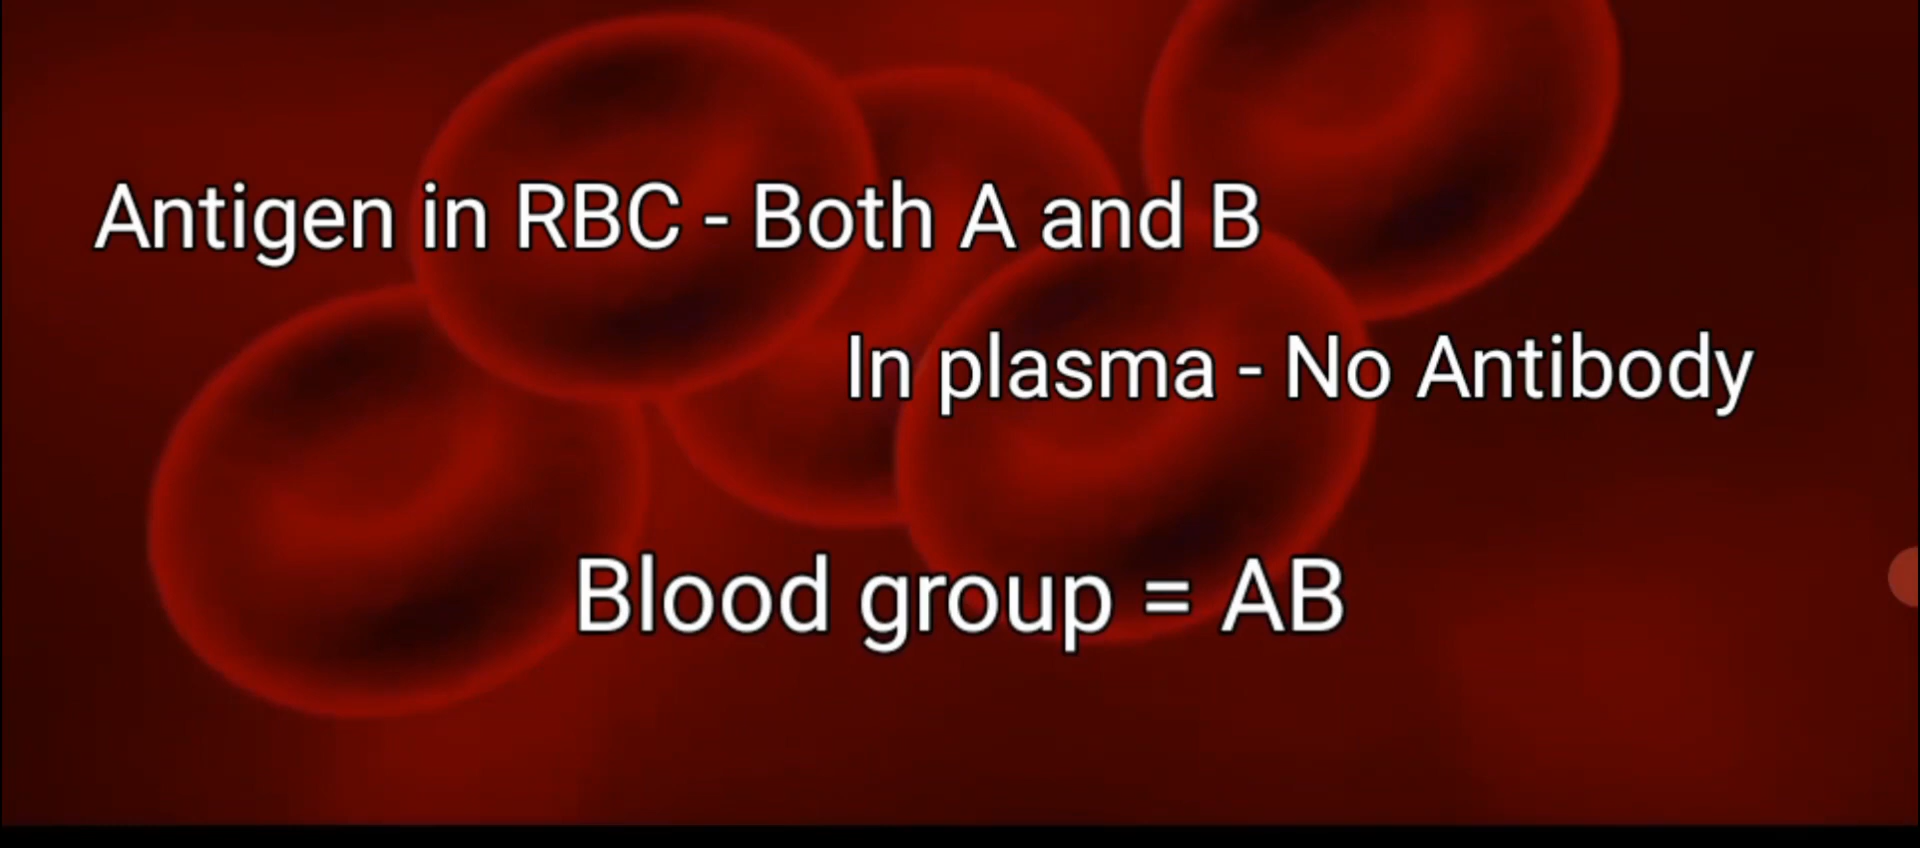 Antigen in RBC - Both A and B
In plasma - No Antibody
Blood group = AB